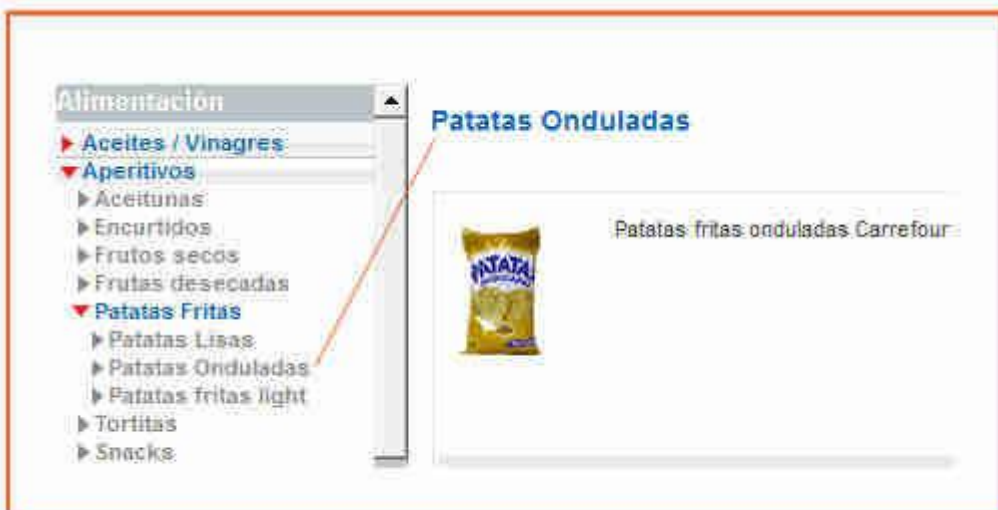 Alimentación
Aceites / Vinagres
Aperitivos
Aceitunas
Encurtidos
Frutos secos
Frutas desecadas
Patatas Fritas
Patatas Lisas
Patatas Onduladas
Patatas fritas light
Tortitas
Snacks
Patatas Onduladas
Patatas fritas onduladas Carrefour
PATATAS